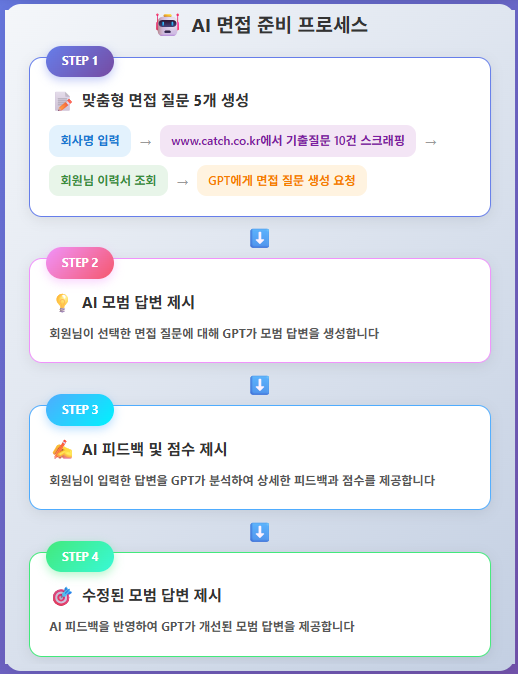 AI 면접 준비 프로세스
STEP 1
맞춤형 면접 질문 5개 생성
회사명 입력 → www.catch.co.kr에서 기출질문 10건 스크래핑 →
회원님 이력서 조회 → GPT에게 면접 질문 생성 요청
STEP 2
AI 모범 답변 제시
회원님이 선택한 면접 질문에 대해 GPT가 모범 답변을 생성합니다
STEP 3
AI 피드백 및 점수 제시
회원님이 입력한 답변을 GPT가 분석하여 상세한 피드백과 점수를 제공합니다
STEP 4
수정된 모범 답변 제시
AI 피드백을 반영하여 GPT가 개선된 모범 답변을 제공합니다